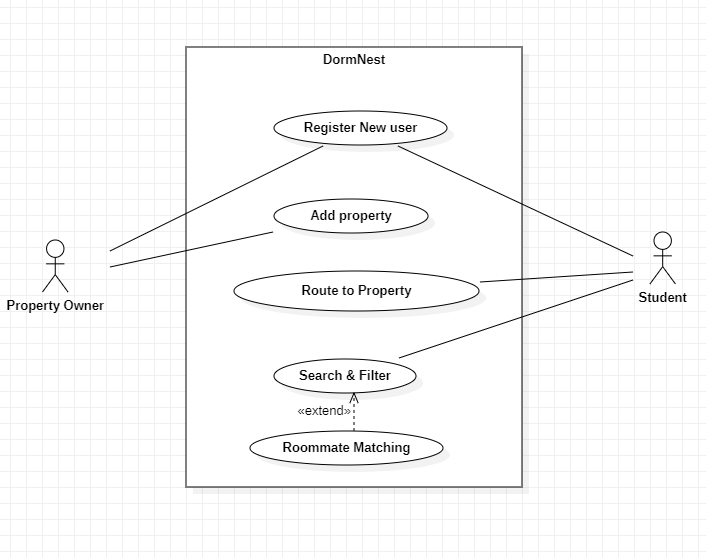 DormNest
Register New user
Add property
Route to Property
Property Owner
Student
Search & Filter
«extend»
Roommate Matching